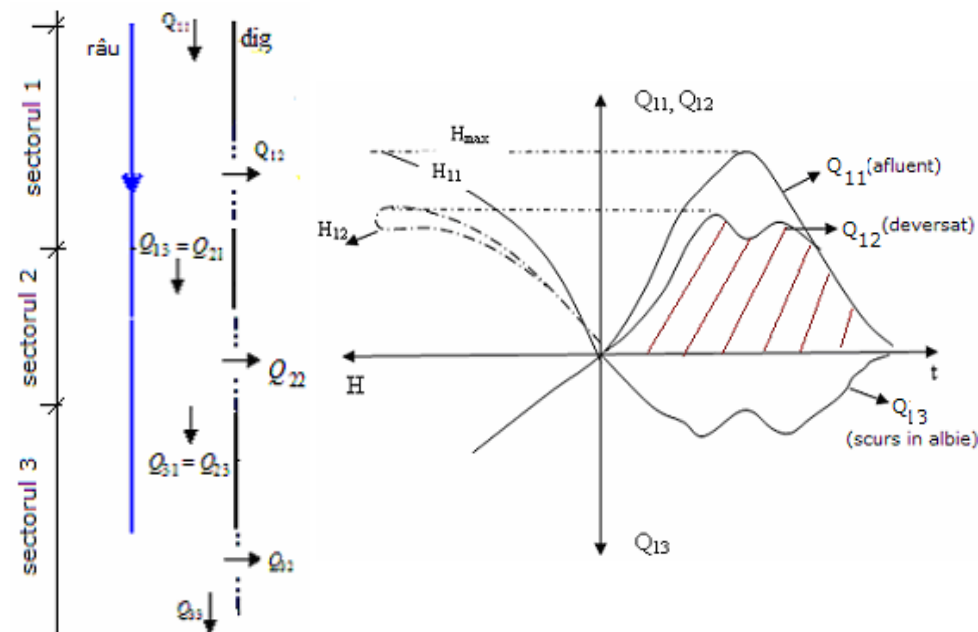 Q₁₁
râu
dig
sectorul 1
Q₁₂
Q₁₃ = Q₂₁
sectorul 2
Q₂₂
Q₃₁ = Q₂₃
sectorul 3
Q₃₃
Q₁₁, Q₁₂
Hmax
H₁₁
Q₁₁ (afluent)
H₁₂
Q₁₂ (deversat)
H
t
Q₁₃
(scurs in albie)
Q₁₃